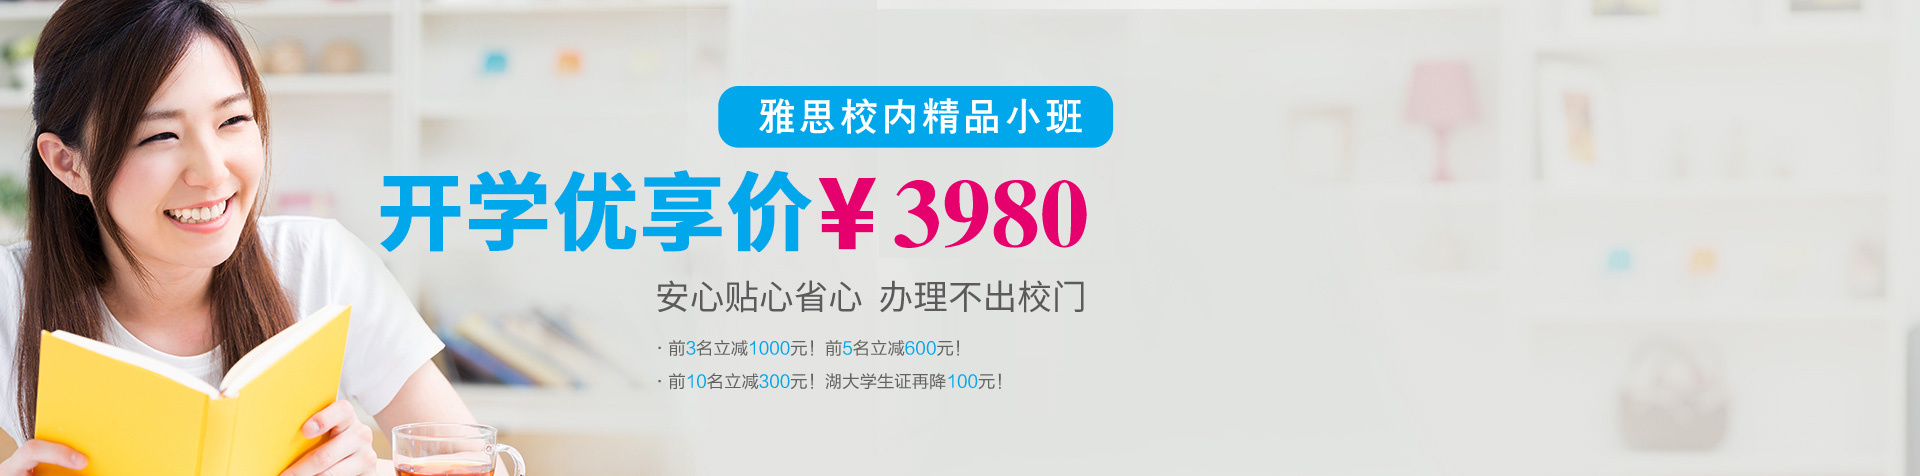 雅思校内精品小班
开学优享价¥3980
安心贴心省心 办理不出校门
· 前3名立减1000元！前5名立减600元！
· 前10名立减300元！湖大学生证再降100元！